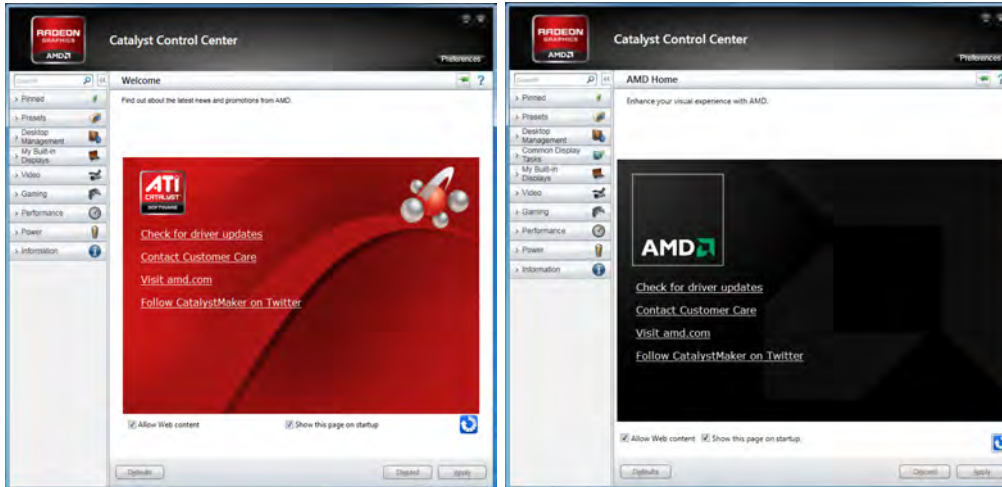 RADEON
GRAPHICS
AMD
Catalyst Control Center
Preferences
Search
Welcome
?
Find out about the latest news and promotions from AMD.
Pinned
Presets
Desktop
Management
My Built-in
Displays
Video
Gaming
Performance
Power
Information
ATI
CATALYST
SOFTWARE
Check for driver updates
Contact Customer Care
Visit amd.com
Follow CatalystMaker on Twitter
Allow Web content
Show this page on startup
Defaults
Discard
Apply
RADEON
GRAPHICS
AMD
Catalyst Control Center
Preferences
Search
AMD Home
?
Enhance your visual experience with AMD.
Pinned
Presets
Desktop
Management
Common Display
Tasks
My Built-in
Displays
Video
Gaming
Performance
Power
Information
AMD
Check for driver updates
Contact Customer Care
Visit amd.com
Follow CatalystMaker on Twitter
Allow Web content
Show this page on startup.
Defaults
Discard
Apply